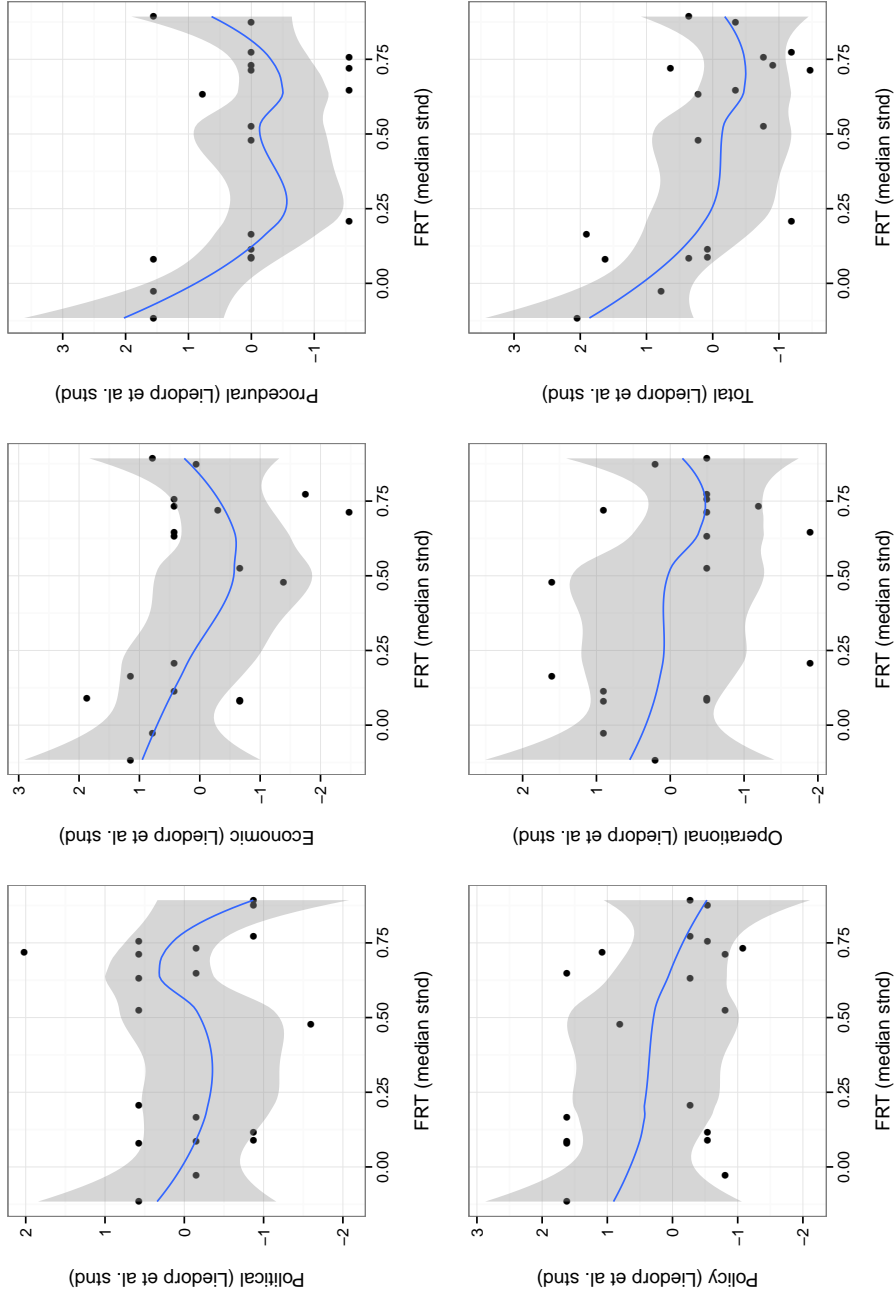 Political (Liedorp et al. stnd)
2
1
0
−1
−2
0.00 0.25 0.50 0.75
FRT (median stnd)
Economic (Liedorp et al. stnd)
3
2
1
0
−1
−2
0.00 0.25 0.50 0.75
FRT (median stnd)
Procedural (Liedorp et al. stnd)
3
2
1
0
−1
0.00 0.25 0.50 0.75
FRT (median stnd)
Policy (Liedorp et al. stnd)
3
2
1
0
−1
−2
0.00 0.25 0.50 0.75
FRT (median stnd)
Operational (Liedorp et al. stnd)
2
1
0
−1
−2
0.00 0.25 0.50 0.75
FRT (median stnd)
Total (Liedorp et al. stnd)
3
2
1
0
−1
0.00 0.25 0.50 0.75
FRT (median stnd)